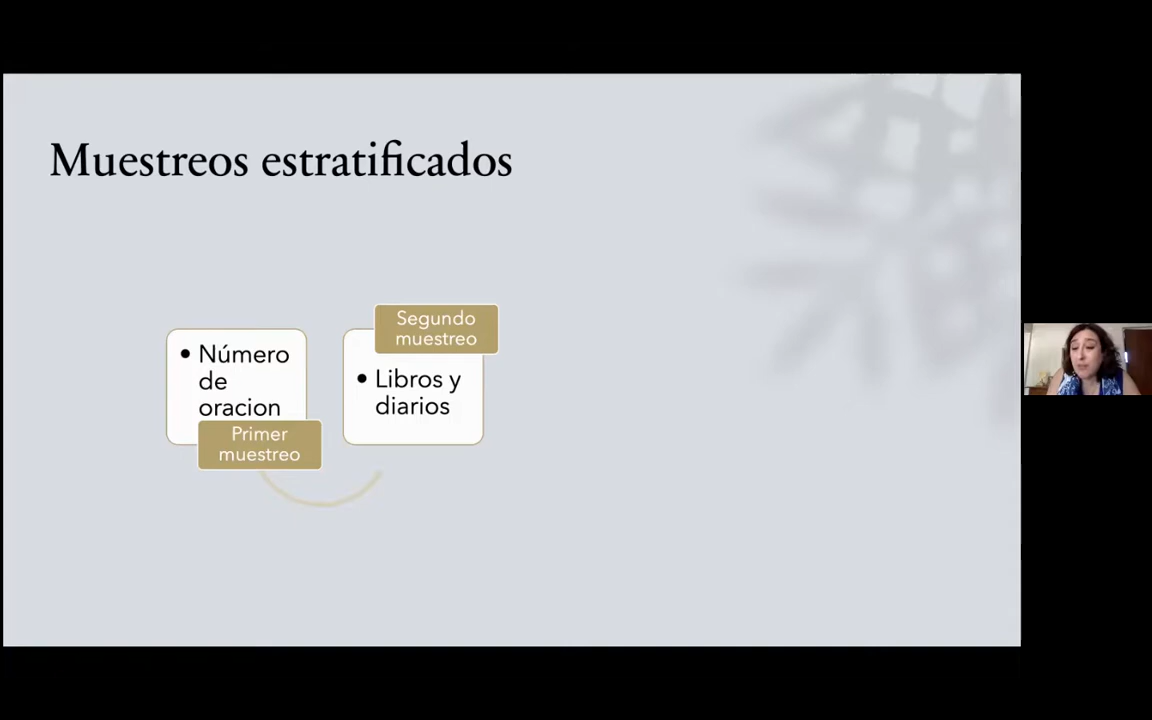 Muestreos estratificados
• Número
de
oracion
Primer
muestreo
Segundo
muestreo
• Libros y
diarios